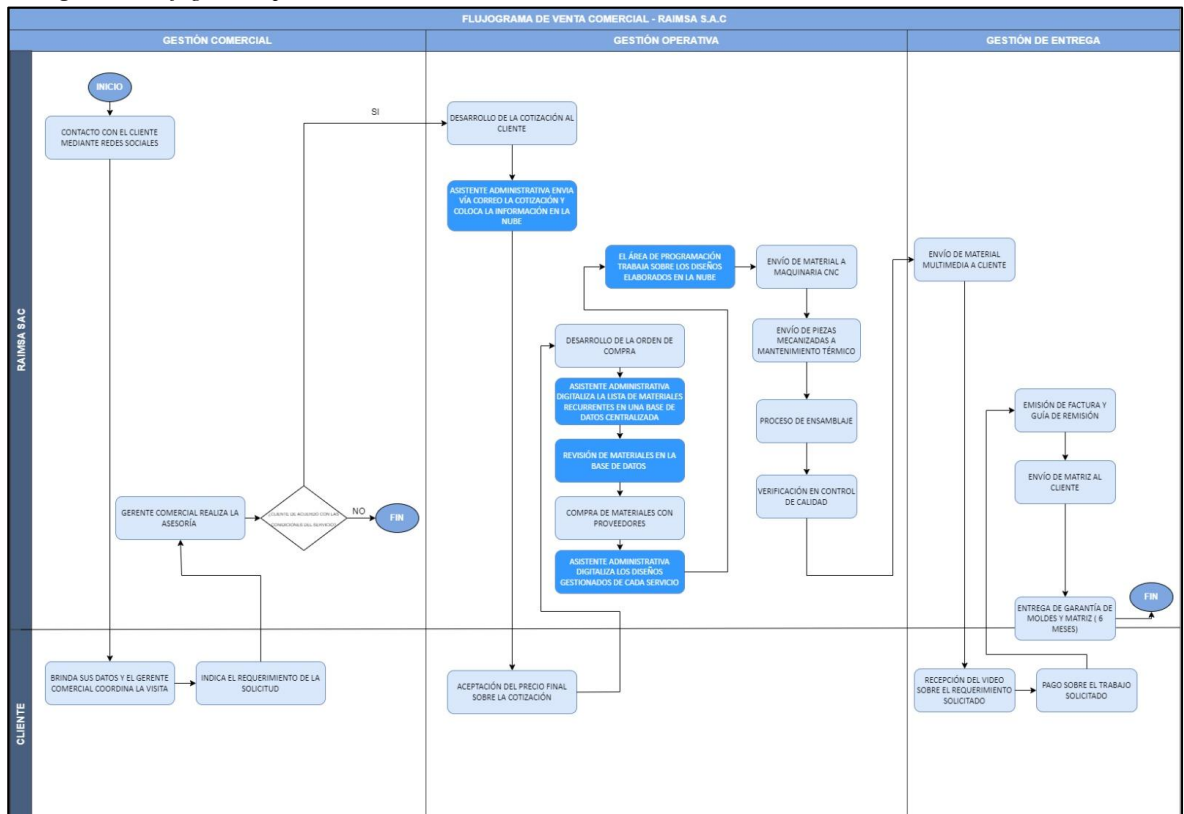 FLUJOGRAMA DE VENTA COMERCIAL - RAIMSA S.A.C
GESTIÓN COMERCIAL
GESTIÓN OPERATIVA
GESTIÓN DE ENTREGA
RAIMSA SAC
INICIO
CONTACTO CON EL CLIENTE
MEDIANTE REDES SOCIALES
GERENTE COMERCIAL REALIZA LA
ASESORÍA
¿CLIENTE DE ACUERDO CON LAS
CONDICIONES DEL SERVICIO?
SI
NO
FIN
DESARROLLO DE LA COTIZACIÓN AL
CLIENTE
ASISTENTE ADMINISTRATIVA ENVIA
VÍA CORREO LA COTIZACIÓN Y
COLOCA LA INFORMACIÓN EN LA
NUBE
EL ÁREA DE PROGRAMACIÓN
TRABAJA SOBRE LOS DISEÑOS
ELABORADOS EN LA NUBE
DESARROLLO DE LA ORDEN DE
COMPRA
ASISTENTE ADMINISTRATIVA
DIGITALIZA LA LISTA DE MATERIALES
RECURRENTES EN UNA BASE DE
DATOS CENTRALIZADA
REVISIÓN DE MATERIALES EN LA
BASE DE DATOS
COMPRA DE MATERIALES CON
PROVEEDORES
ASISTENTE ADMINISTRATIVA
DIGITALIZA LOS DISEÑOS
GESTIONADOS DE CADA SERVICIO
ENVÍO DE MATERIAL A
MAQUINARIA CNC
ENVÍO DE PIEZAS
MECANIZADAS A
MANTENIMIENTO TÉRMICO
PROCESO DE ENSAMBLAJE
VERIFICACIÓN EN CONTROL
DE CALIDAD
ENVÍO DE MATERIAL
MULTIMEDIA A CLIENTE
EMISIÓN DE FACTURA Y
GUÍA DE REMISIÓN
ENVÍO DE MATRIZ AL
CLIENTE
ENTREGA DE GARANTÍA DE
MOLDES Y MATRIZ ( 6
MESES)
FIN
CLIENTE
BRINDA SUS DATOS Y EL GERENTE
COMERCIAL COORDINA LA VISITA
INDICA EL REQUERIMIENTO DE LA
SOLICITUD
ACEPTACIÓN DEL PRECIO FINAL
SOBRE LA COTIZACIÓN
RECEPCIÓN DEL VIDEO
SOBRE EL REQUERIMIENTO
SOLICITADO
PAGO SOBRE EL TRABAJO
SOLICITADO